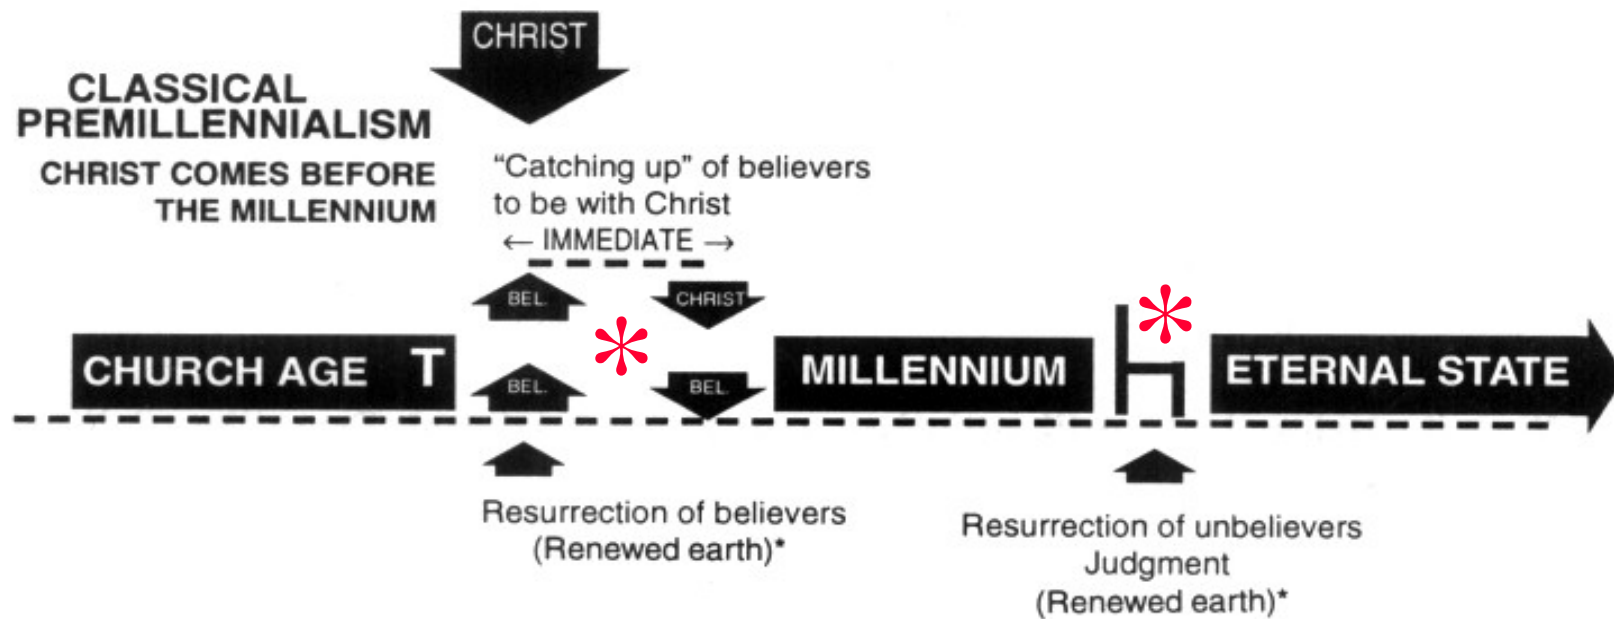 CHRIST
CLASSICAL
PREMILLENNIALISM
CHRIST COMES BEFORE
THE MILLENNIUM
“Catching up” of believers
to be with Christ
← IMMEDIATE →
BEL.
CHRIST
*
*
CHURCH AGE T
BEL.
BEL.
MILLENNIUM
ETERNAL STATE
Resurrection of believers
(Renewed earth)*
Resurrection of unbelievers
Judgment
(Renewed earth)*